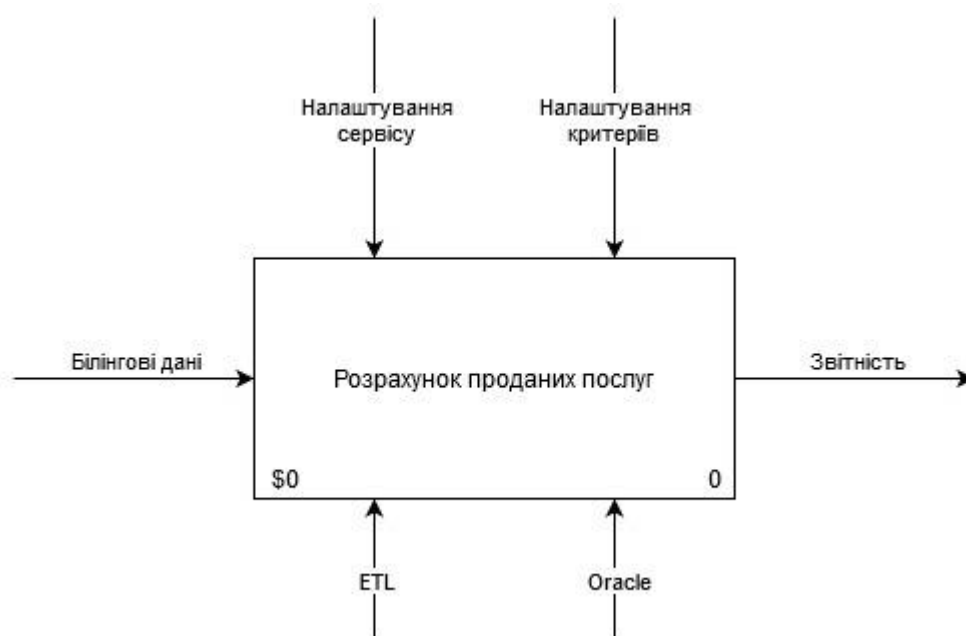 Налаштування
сервісу
Налаштування
критеріїв
Білінгові дані
Розрахунок проданих послуг
Звітність
$0
0
ETL
Oracle